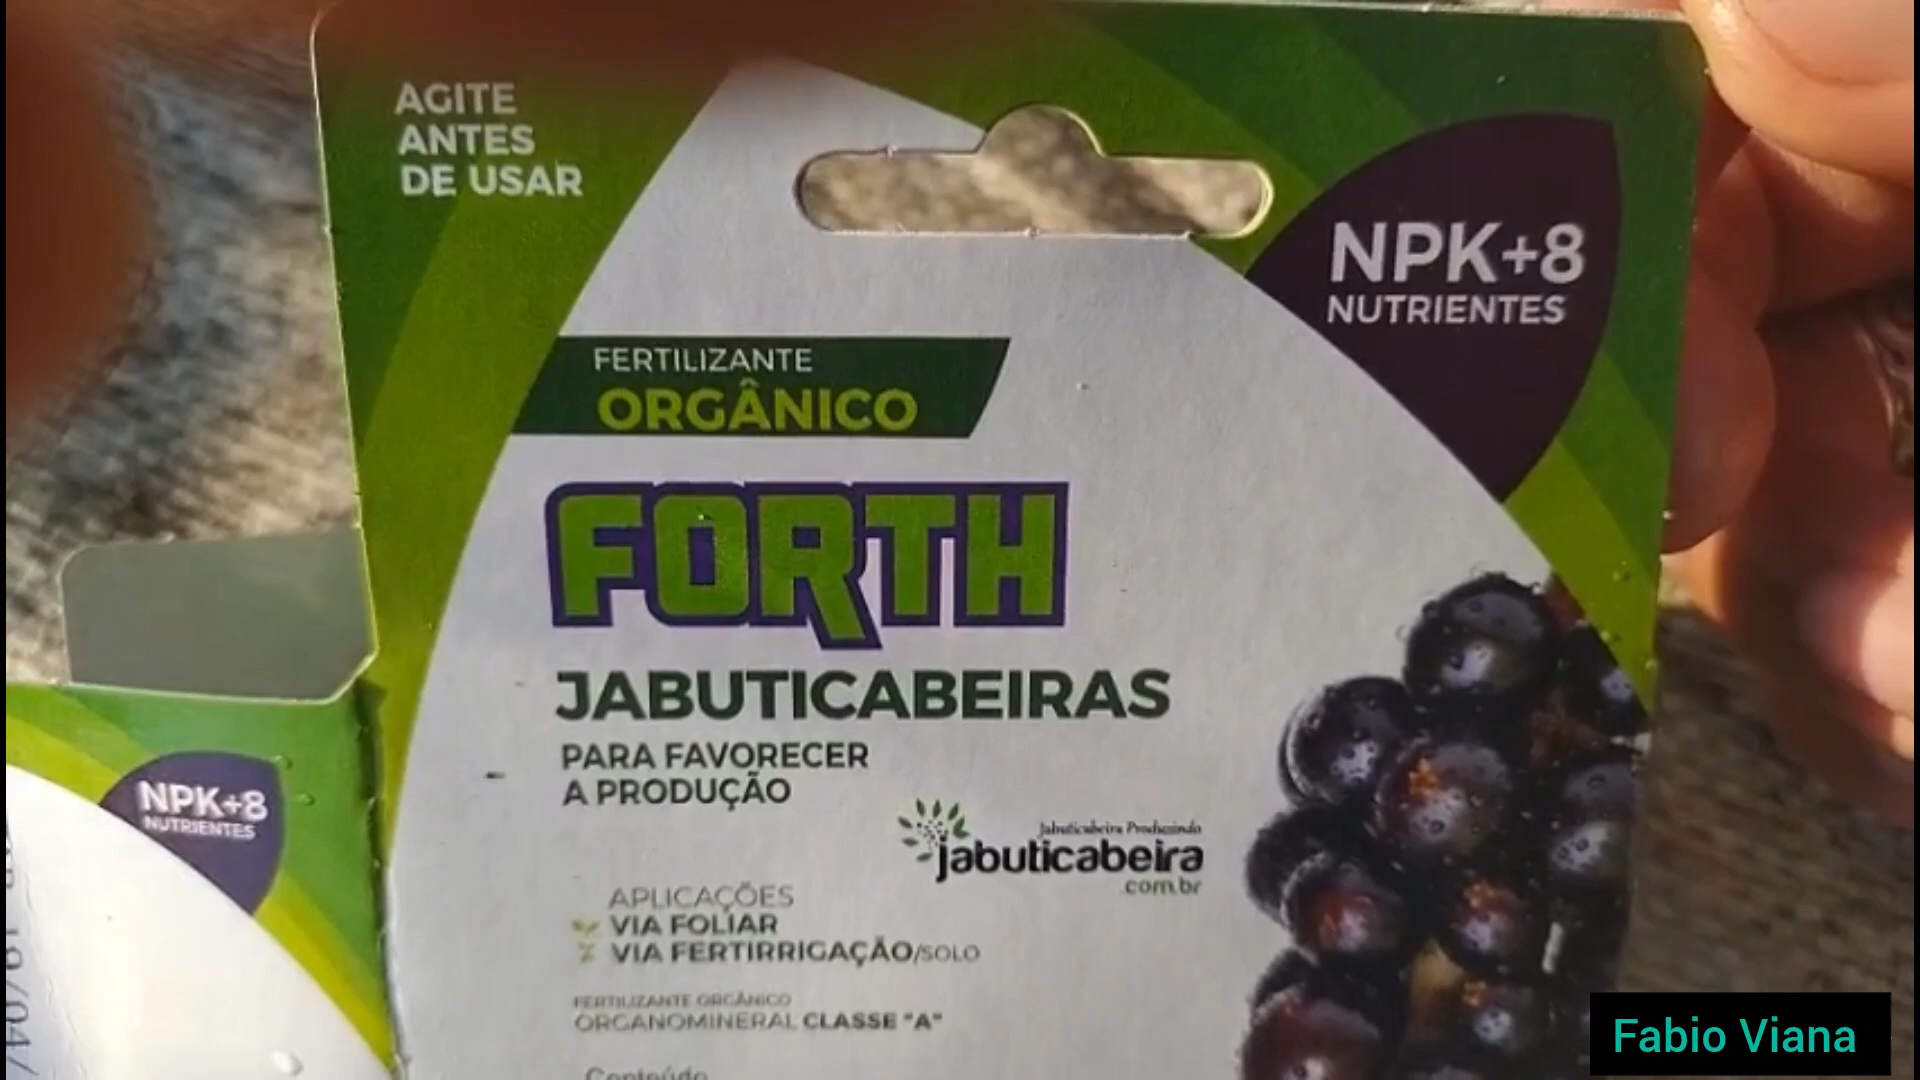 AGITE
ANTES
DE USAR
NPK+8
NUTRIENTES
FERTILIZANTE
ORGÂNICO
FORTH
JABUTICABEIRAS
PARA FAVORECER
A PRODUÇÃO
Jabuticabeira Produzindo
jabuticabeira
.com.br
APLICAÇÕES
VIA FOLIAR
VIA FERTIRRIGAÇÃO/SOLO
FERTILIZANTE ORGÂNICO
ORGANOMINERAL CLASSE "A"
Conteúdo
NPK+8
NUTRIENTES
Fabio Viana